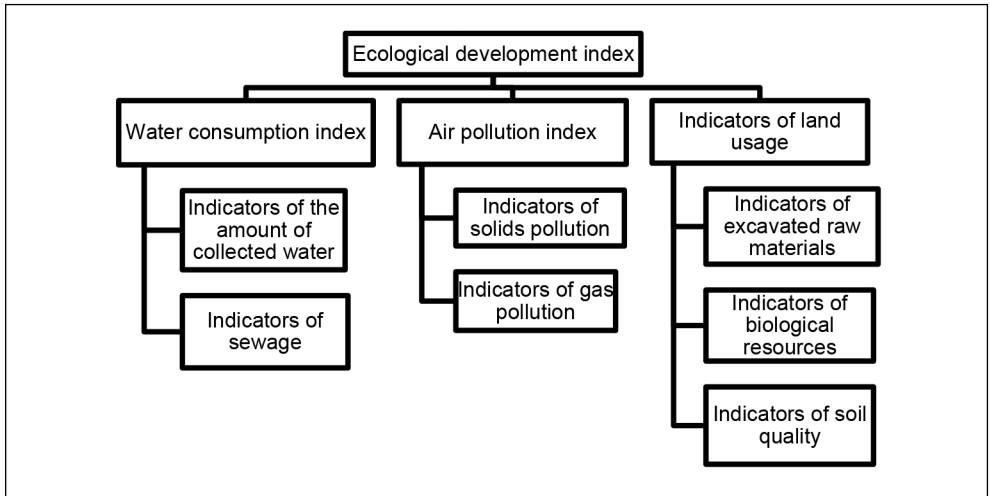 Ecological development index
Water consumption index
Indicators of the
amount of
collected water
Indicators of
sewage
Air pollution index
Indicators of
solids pollution
Indicators of gas
pollution
Indicators of land
usage
Indicators of
excavated raw
materials
Indicators of
biological
resources
Indicators of soil
quality